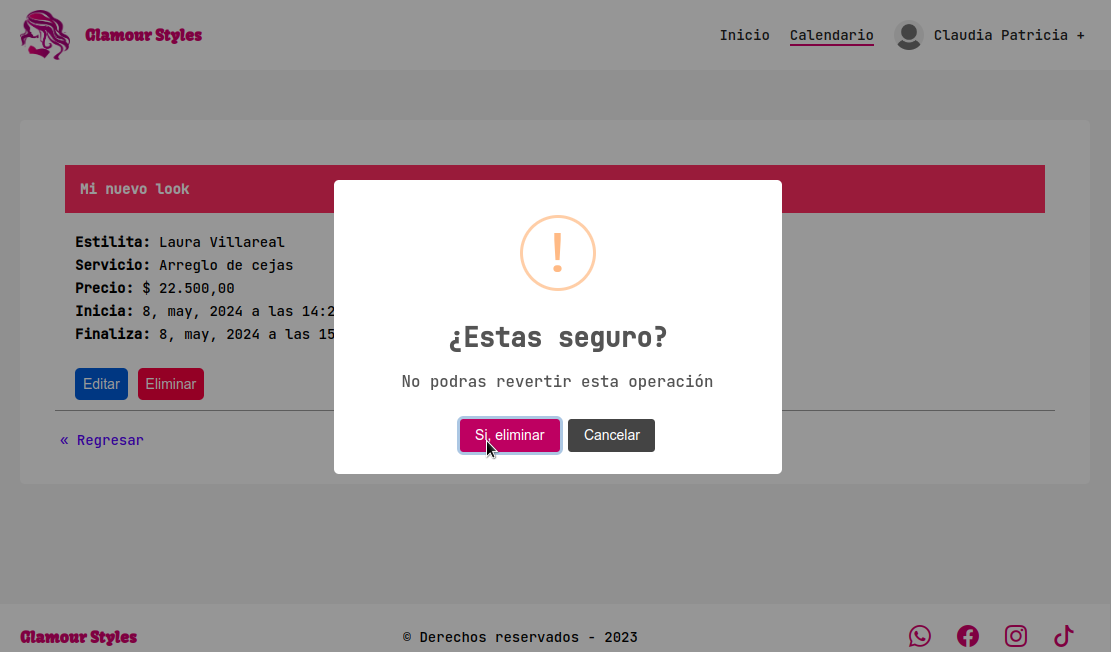 Glamour Styles
Inicio
Calendario
Claudia Patricia +
Mi nuevo look
Estilita: Laura Villareal
Servicio: Arreglo de cejas
Precio: $ 22.500,00
Inicia: 8, may, 2024 a las 14:2
Finaliza: 8, may, 2024 a las 15
Editar
Eliminar
« Regresar
!
¿Estas seguro?
No podras revertir esta operación
Si, eliminar
Cancelar
Glamour Styles
© Derechos reservados - 2023